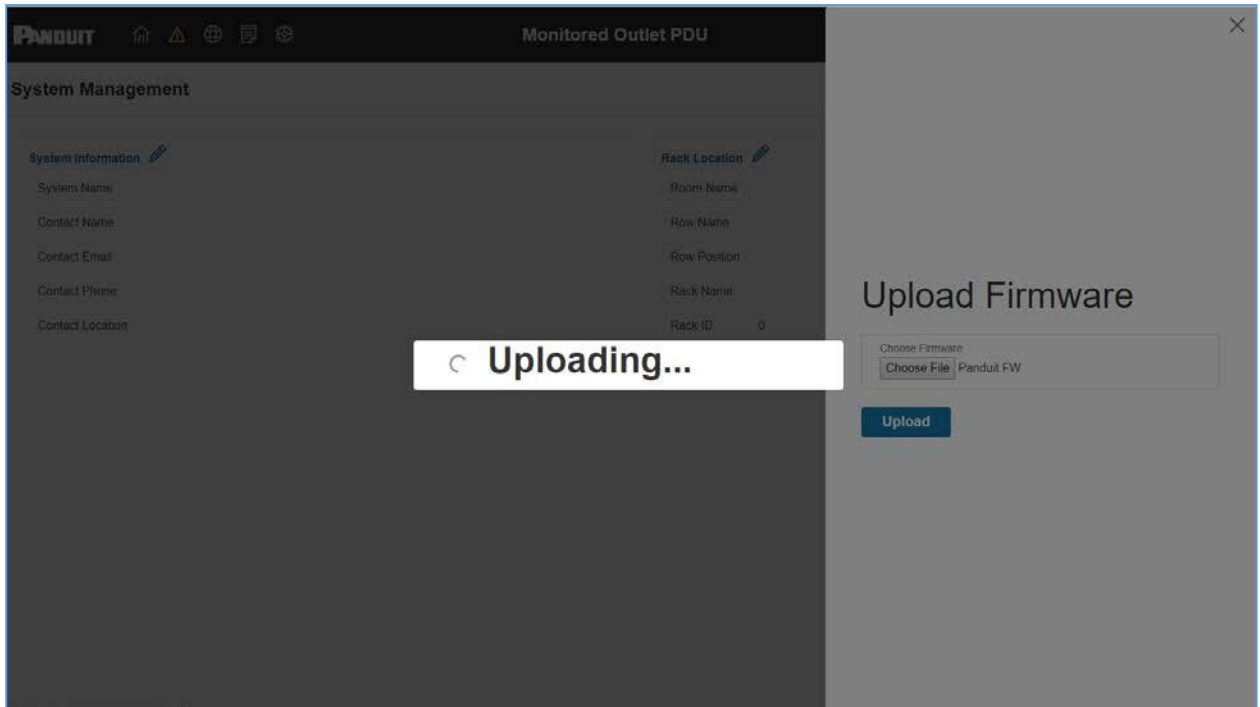 PANDUIT
Monitored Outlet PDU
System Management
System Information
System Name
Contact Name
Contact Email
Contact Phone
Contact Location
Rack Location
Room Name
Row Name
Row Position
Rack Name
Rack ID 0
Uploading...
Upload Firmware
Choose Firmware
Choose File Panduit FW
Upload